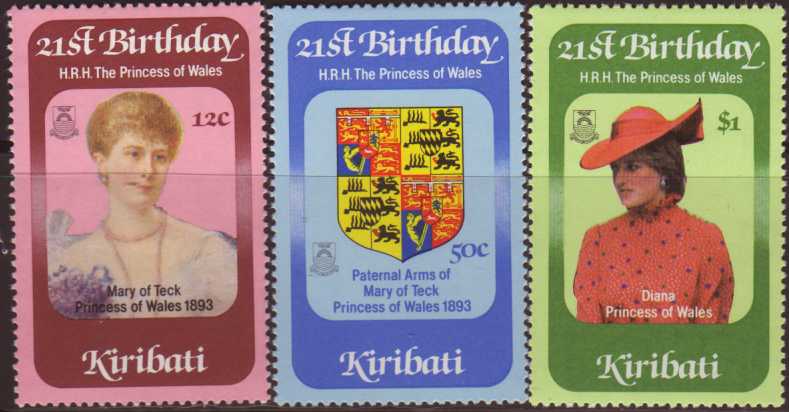 21st Birthday
H.R.H. The Princess of Wales
12c
Mary of Teck
Princess of Wales 1893
Kiribati
21st Birthday
H.R.H. The Princess of Wales
50c
Paternal Arms of
Mary of Teck
Princess of Wales 1893
Kiribati
21st Birthday
H.R.H. The Princess of Wales
$1
Diana
Princess of Wales
Kiribati